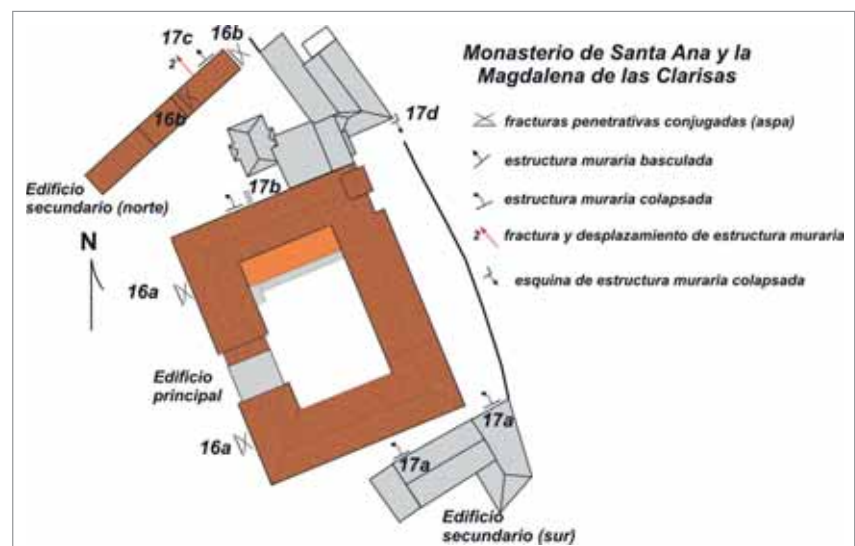 17c
16b
2
Monasterio de Santa Ana y la
Magdalena de las Clarisas
16b
17d
fracturas penetrativas conjugadas (aspa)
estructura muraria basculada
Edificio
secundario (norte)
17b
estructura muraria colapsada
2
fractura y desplazamiento de estructura muraria
N
16a
esquina de estructura muraria colapsada
Edificio
principal
17a
16a
17a
Edificio
secundario (sur)